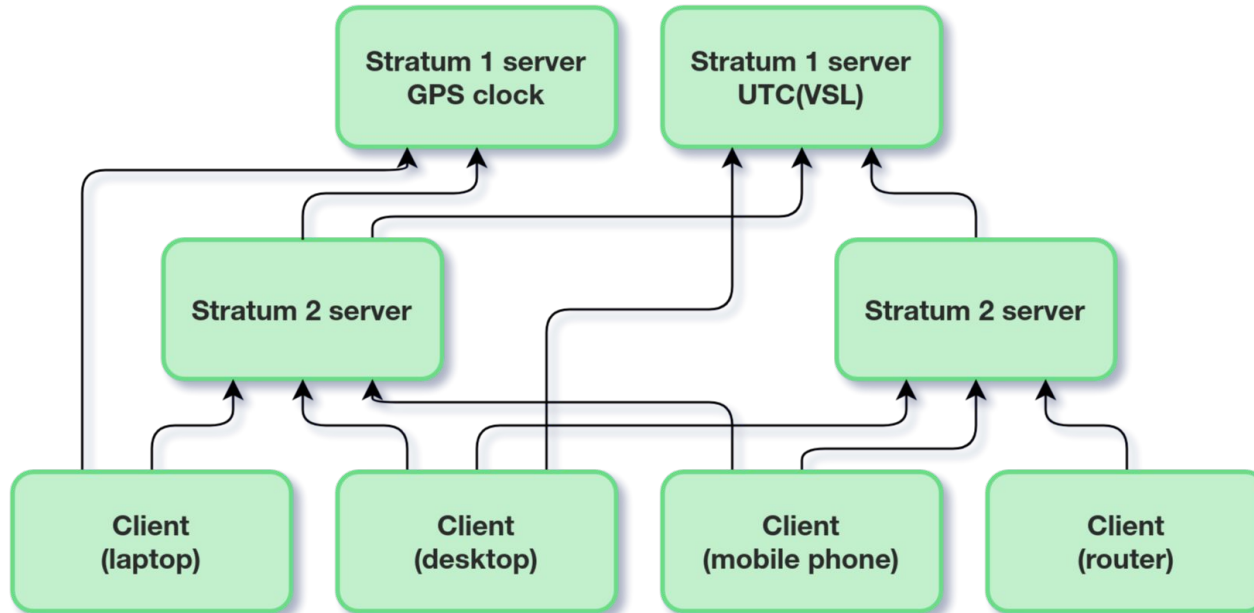 Stratum 1 server
GPS clock
Stratum 1 server
UTC(VSL)
Stratum 2 server
Stratum 2 server
Client
(laptop)
Client
(desktop)
Client
(mobile phone)
Client
(router)